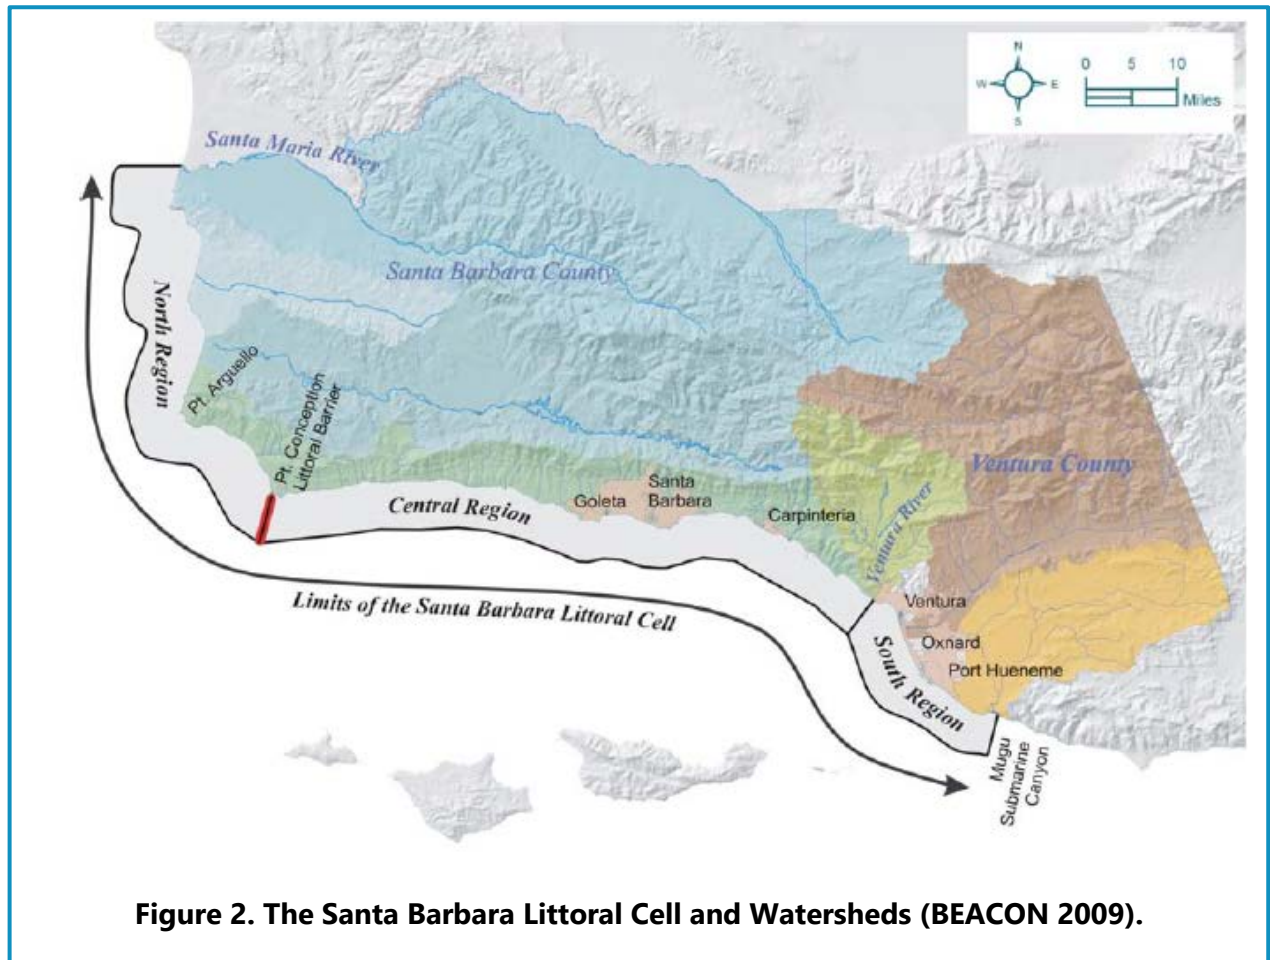 N
W E
S
0 5 10
Miles
Santa Maria River
Santa Barbara County
North Region
Pt. Arguello
Pt. Conception
Littoral Barrier
Central Region
Goleta
Santa
Barbara
Carpinteria
Ventura County
Ventura River
Ventura
Oxnard
Port Hueneme
South Region
Limits of the Santa Barbara Littoral Cell
Mugu
Submarine
Canyon
Figure 2. The Santa Barbara Littoral Cell and Watersheds (BEACON 2009).